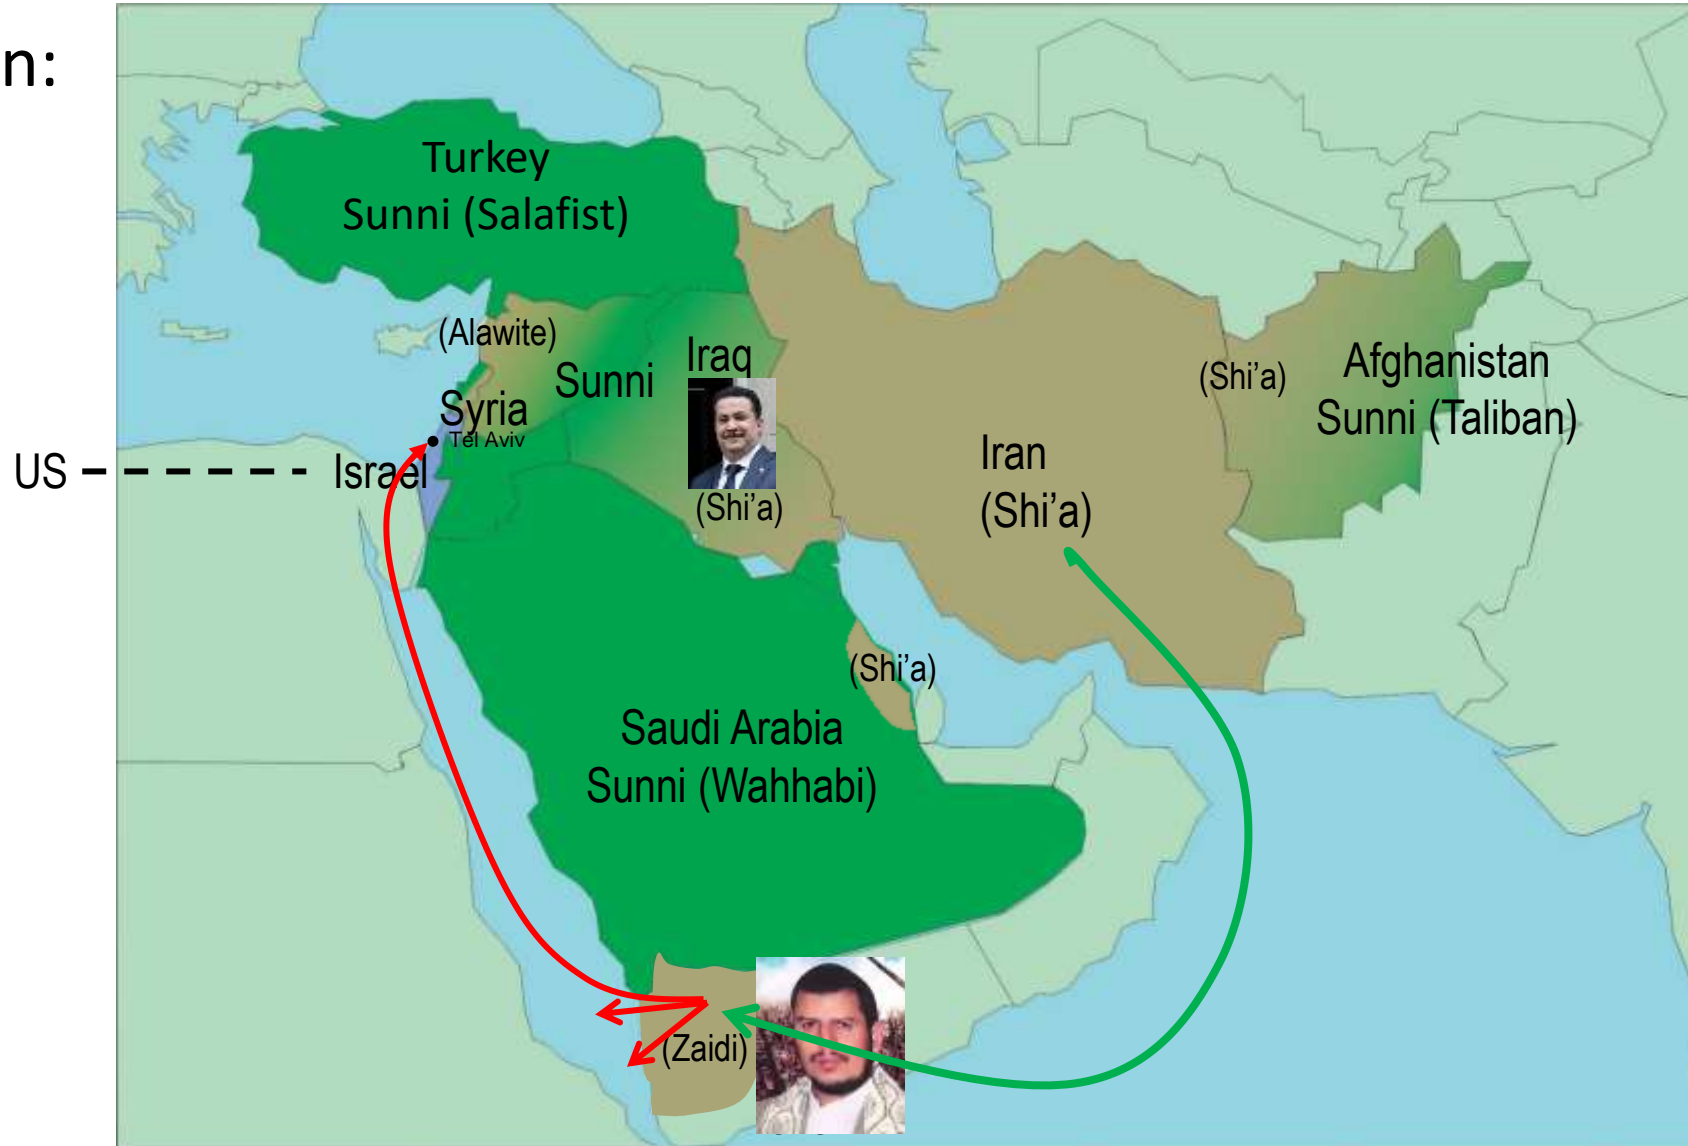 n:
Turkey
Sunni (Salafist)
(Alawite)
Sunni
Iraq
Syria
Tel Aviv
US
Israel
(Shi’a)
Iran
(Shi’a)
(Shi’a)
Afghanistan
Sunni (Taliban)
(Shi’a)
Saudi Arabia
Sunni (Wahhabi)
(Zaidi)